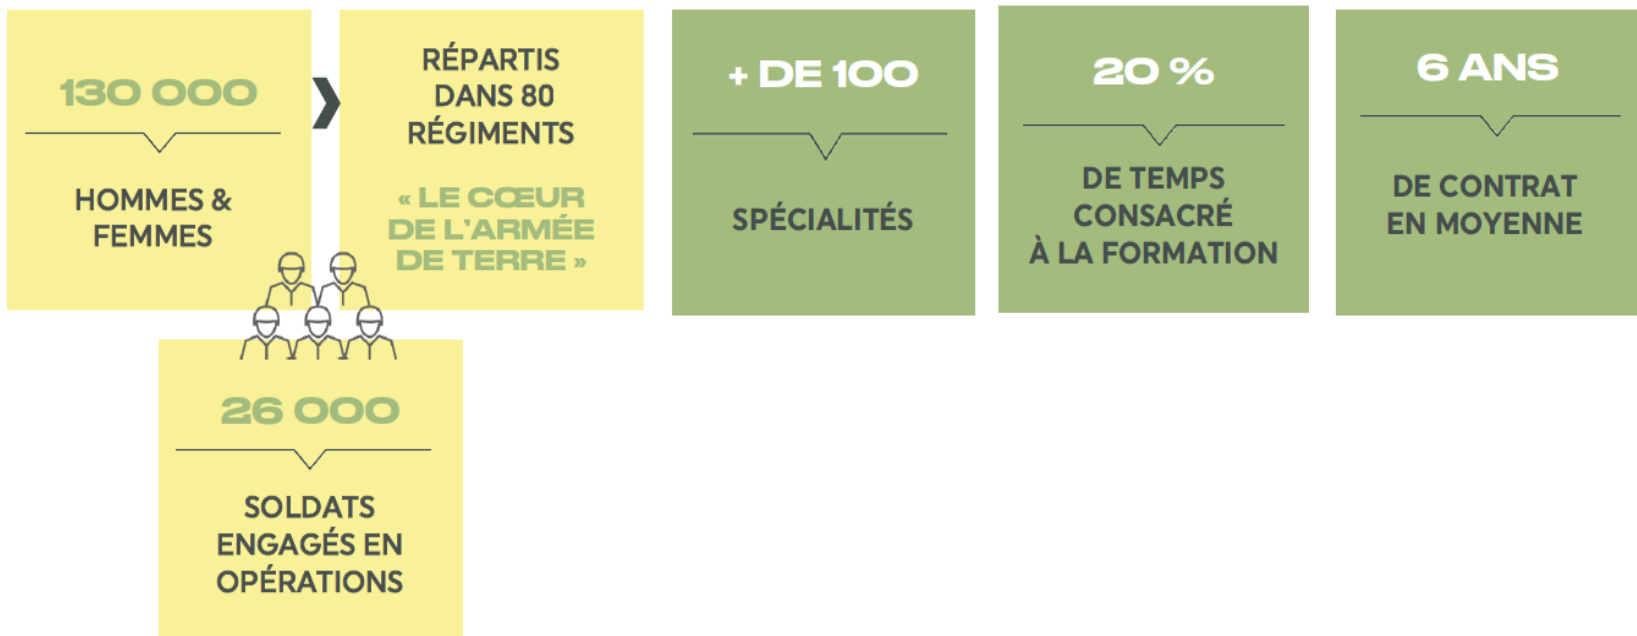 130 000
HOMMES &
FEMMES
RÉPARTIS
DANS 80
RÉGIMENTS
« LE CŒUR
DE L'ARMÉE
DE TERRE »
26 000
SOLDATS
ENGAGÉS EN
OPÉRATIONS
+ DE 100
SPÉCIALITÉS
20 %
DE TEMPS
CONSACRÉ
À LA FORMATION
6 ANS
DE CONTRAT
EN MOYENNE